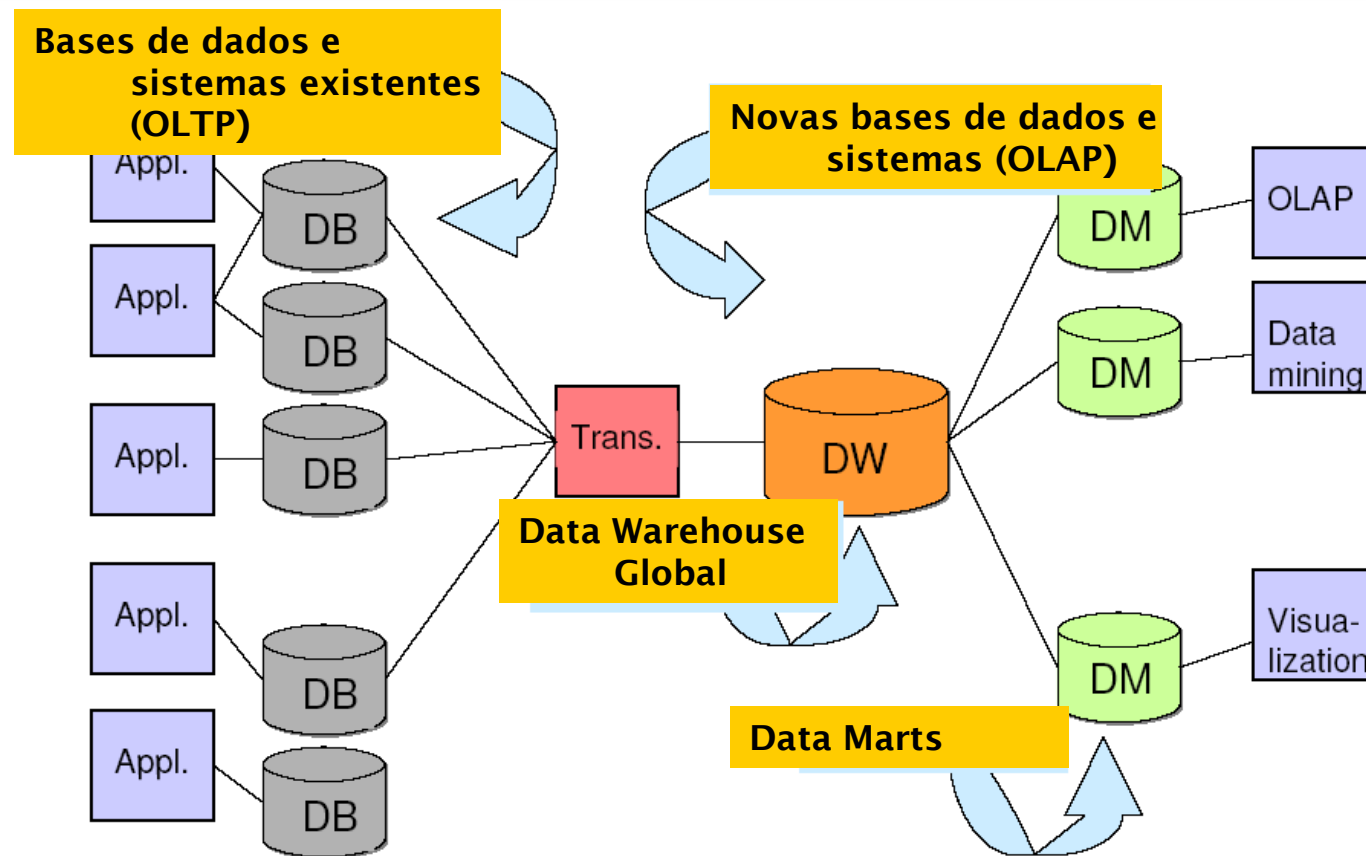 Bases de dados e
sistemas existentes
(OLTP)
Novas bases de dados e
sistemas (OLAP)
Appl.
DB
DM
OLAP
Appl.
DB
DM
Data
mining
Appl.
DB
Trans.
DW
Data Warehouse
Global
Appl.
DB
DM
Visua-
lization
Data Marts
Appl.
DB